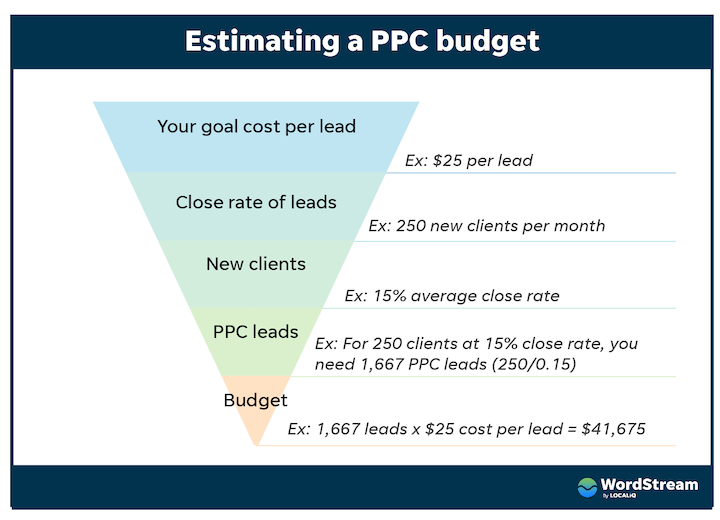 Estimating a PPC budget
Your goal cost per lead
Ex: $25 per lead
Close rate of leads
Ex: 250 new clients per month
New clients
Ex: 15% average close rate
PPC leads
Ex: For 250 clients at 15% close rate, you
need 1,667 PPC leads (250/0.15)
Budget
Ex: 1,667 leads x $25 cost per lead = $41,675
WordStream
by LOCALiQ